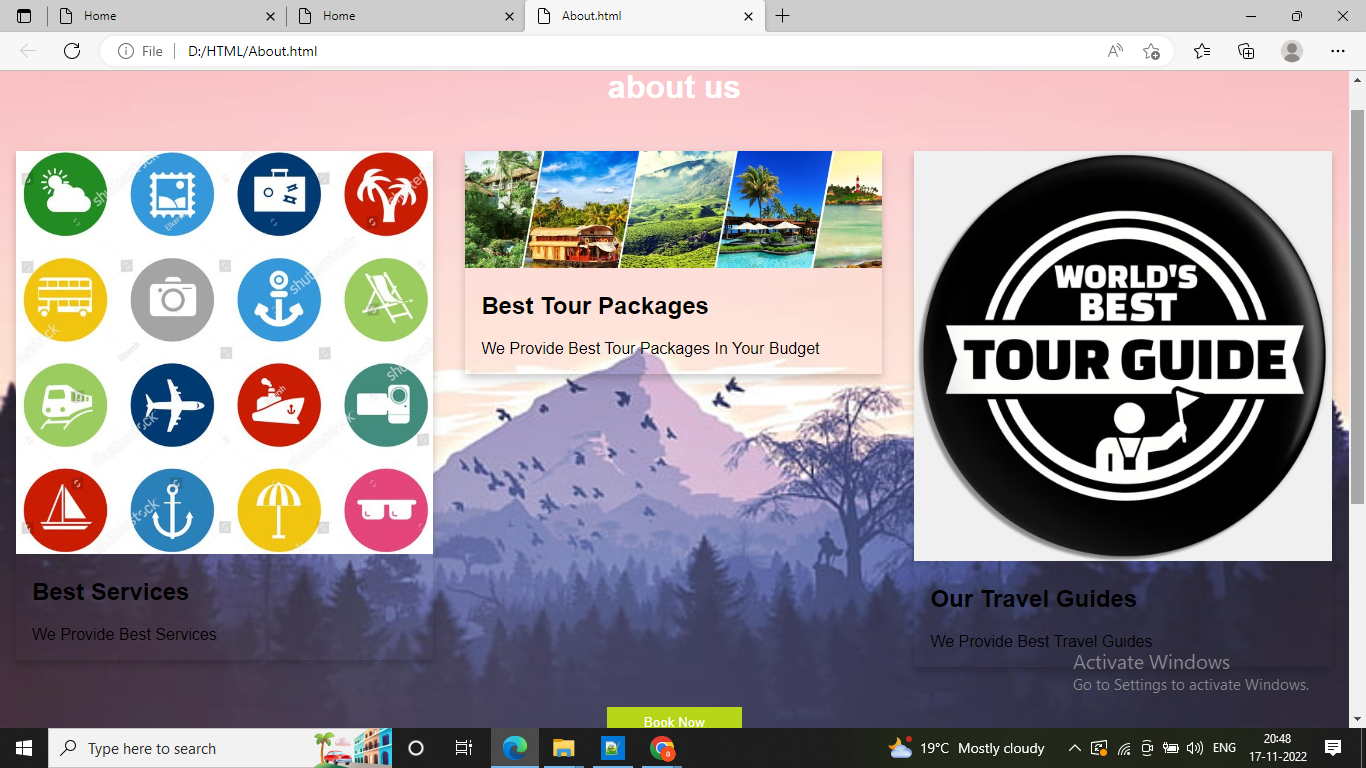 Home
Home
About.html
File
D:/HTML/About.html
about us
shutterstock
WORLD'S
BEST
TOUR GUIDE
Best Tour Packages
We Provide Best Tour Packages In Your Budget
Best Services
We Provide Best Services
Our Travel Guides
We Provide Best Travel Guides
Activate Windows
Go to Settings to activate Windows.
Book Now
Type here to search
19°C Mostly cloudy
ENG
20:48
17-11-2022